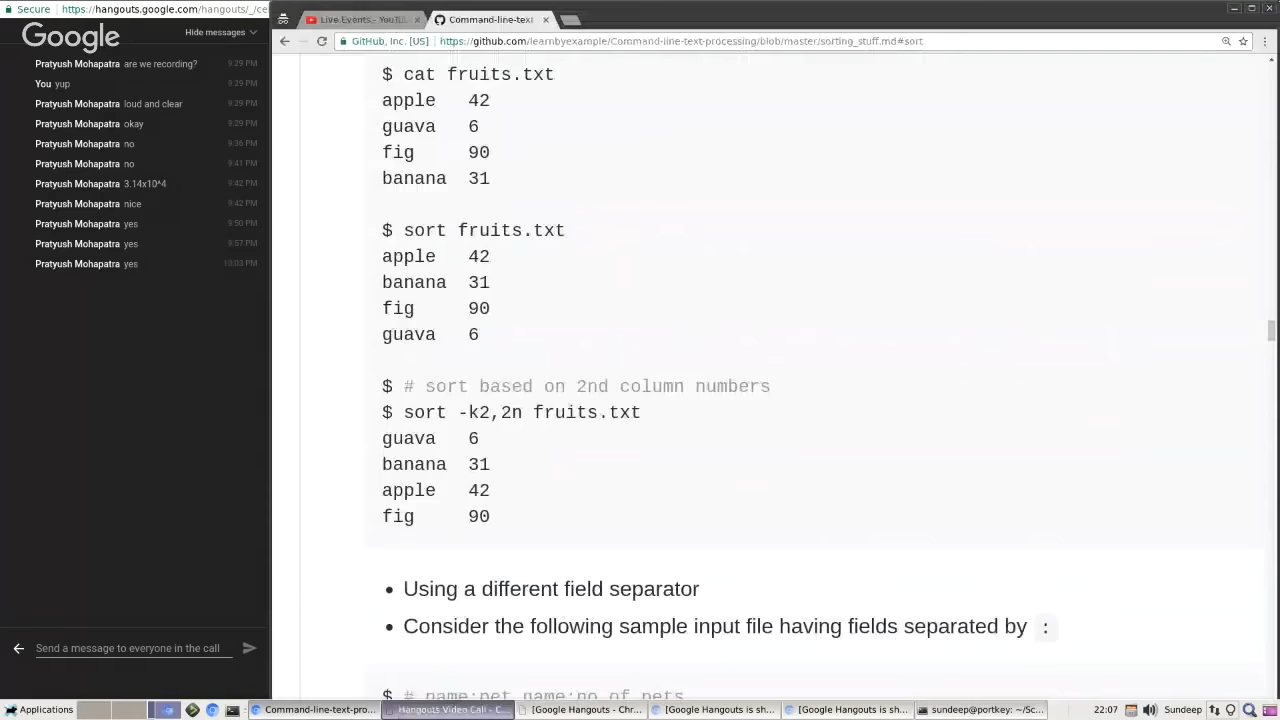 Secure https://hangouts.google.com/hangouts/_/ce
Google
Hide messages
Pratyush Mohapatra are we recording? 9:29 PM
You yup 9:29 PM
Pratyush Mohapatra loud and clear 9:29 PM
Pratyush Mohapatra okay 9:29 PM
Pratyush Mohapatra no 9:36 PM
Pratyush Mohapatra no 9:41 PM
Pratyush Mohapatra 3.14x10^4 9:42 PM
Pratyush Mohapatra nice 9:42 PM
Pratyush Mohapatra yes 9:50 PM
Pratyush Mohapatra yes 9:57 PM
Pratyush Mohapatra yes 10:03 PM
Send a message to everyone in the call
Live Events - YouTu
Command-line-text
GitHub, Inc. [US] https://github.com/learnbyexample/Command-line-text-processing/blob/master/sorting_stuff.md#sort
$ cat fruits.txt
apple 42
guava 6
fig 90
banana 31
$ sort fruits.txt
apple 42
banana 31
fig 90
guava 6
$ # sort based on 2nd column numbers
$ sort -k2,2n fruits.txt
guava 6
banana 31
apple 42
fig 90
• Using a different field separator
• Consider the following sample input file having fields separated by :
$ # name:pet_name:no_of_pets
Applications
Command-line-text-pro...
Hangouts Video Call - C...
[Google Hangouts - Chr...
[Google Hangouts is sh...
[Google Hangouts is sh...
sundeep@portkey: ~/Sc...
22:07
Sundeep